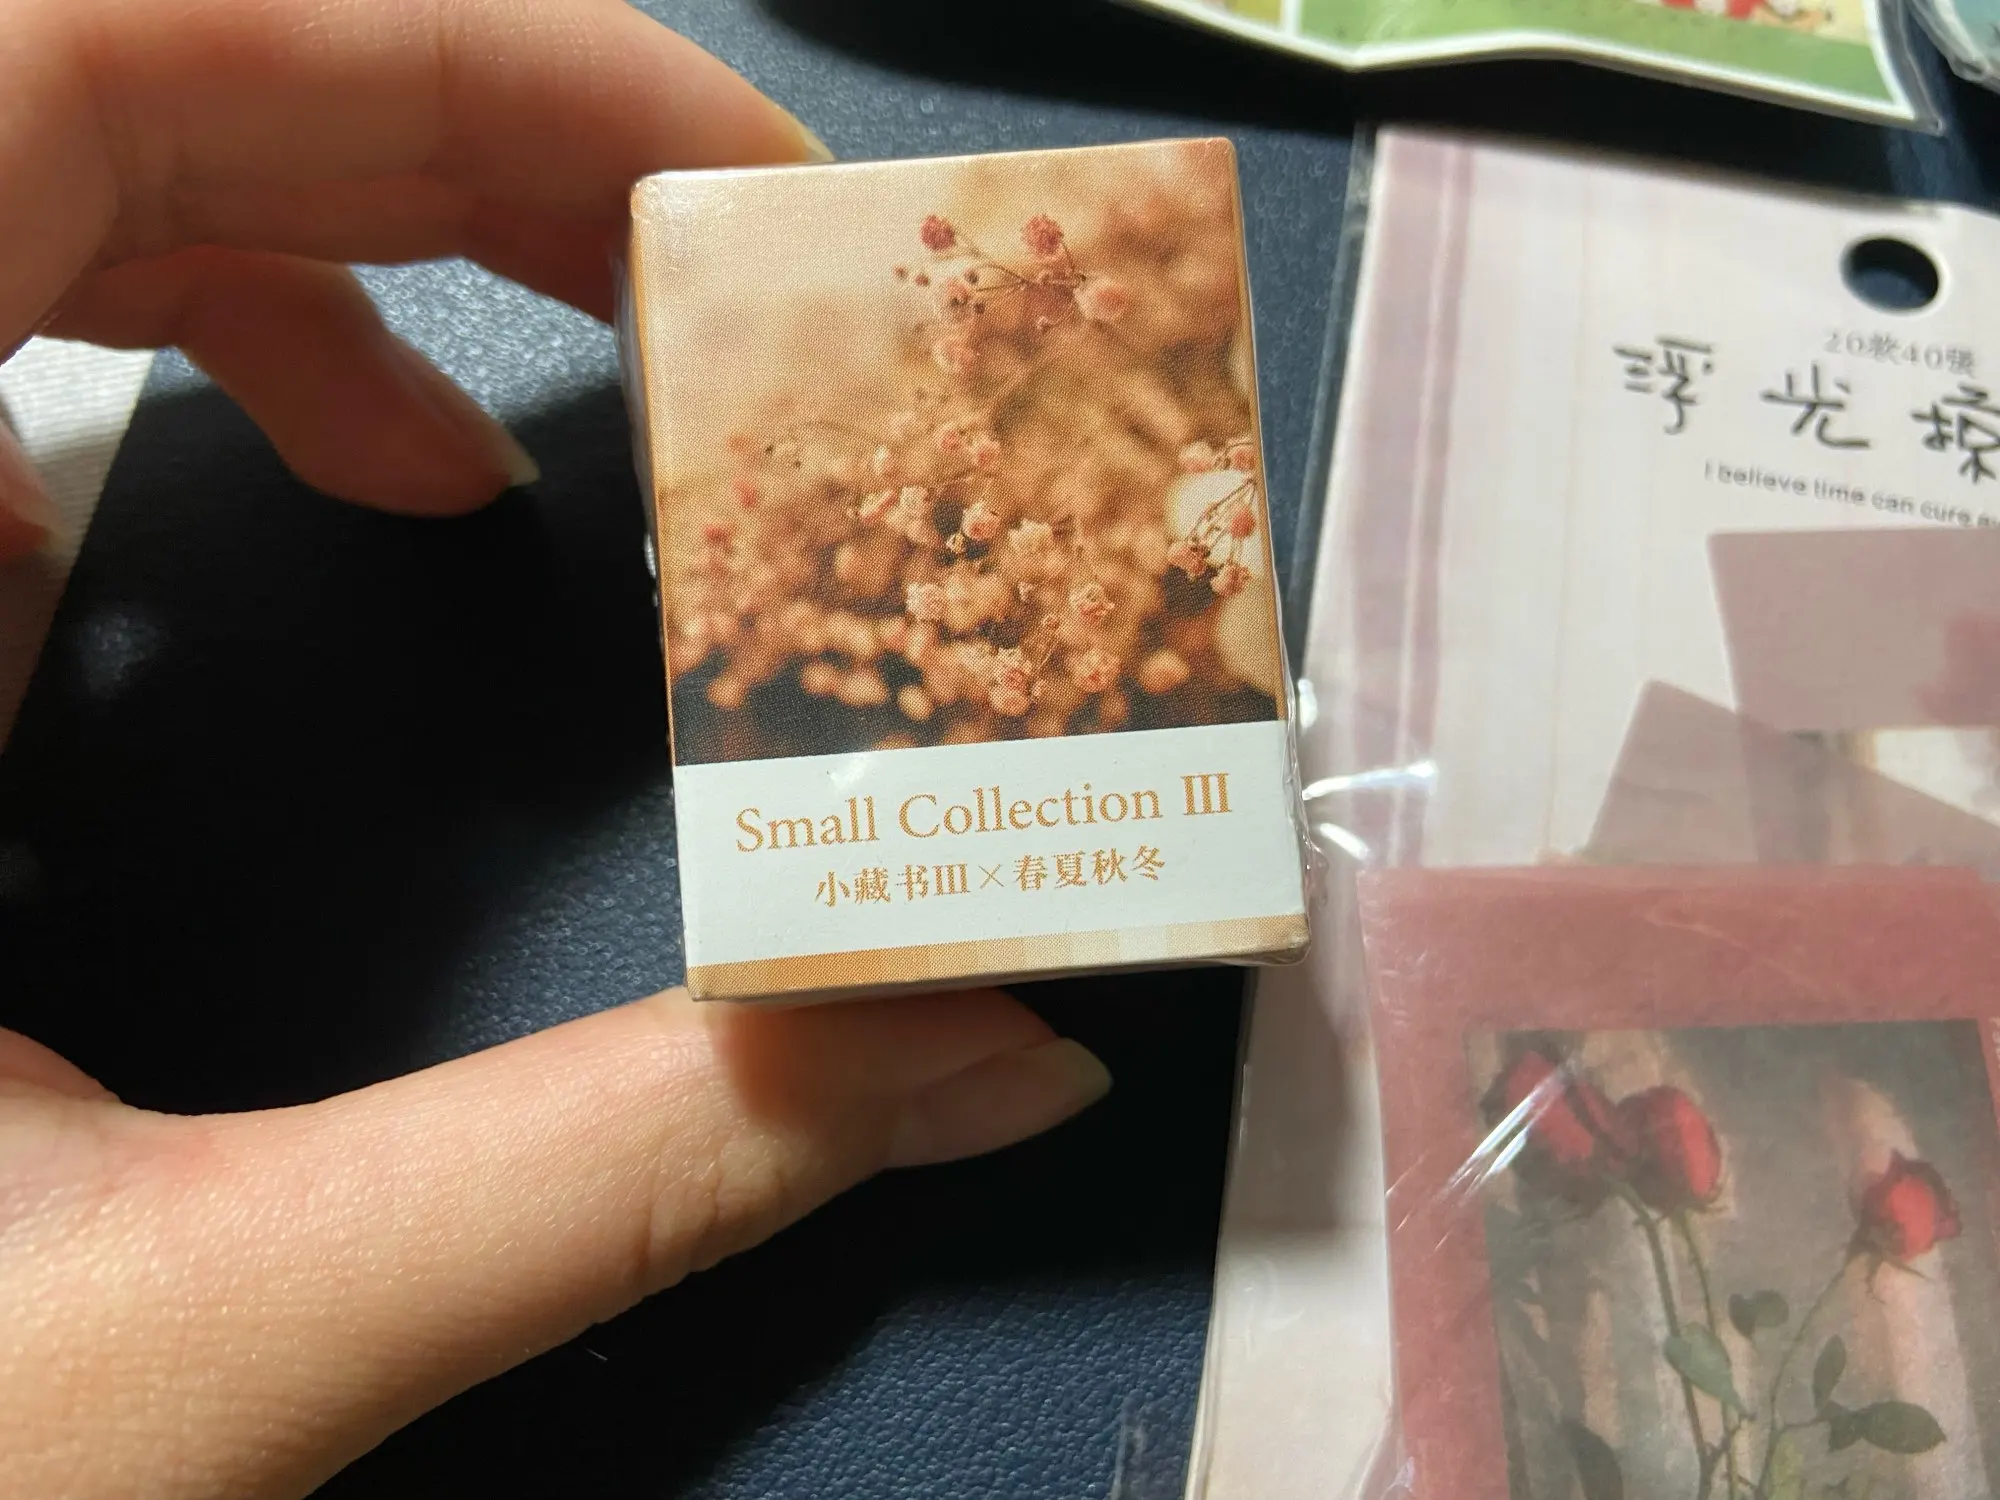 Small Collection III
小藏书III×春夏秋冬
20款40張
浮光掠
I believe time can cure